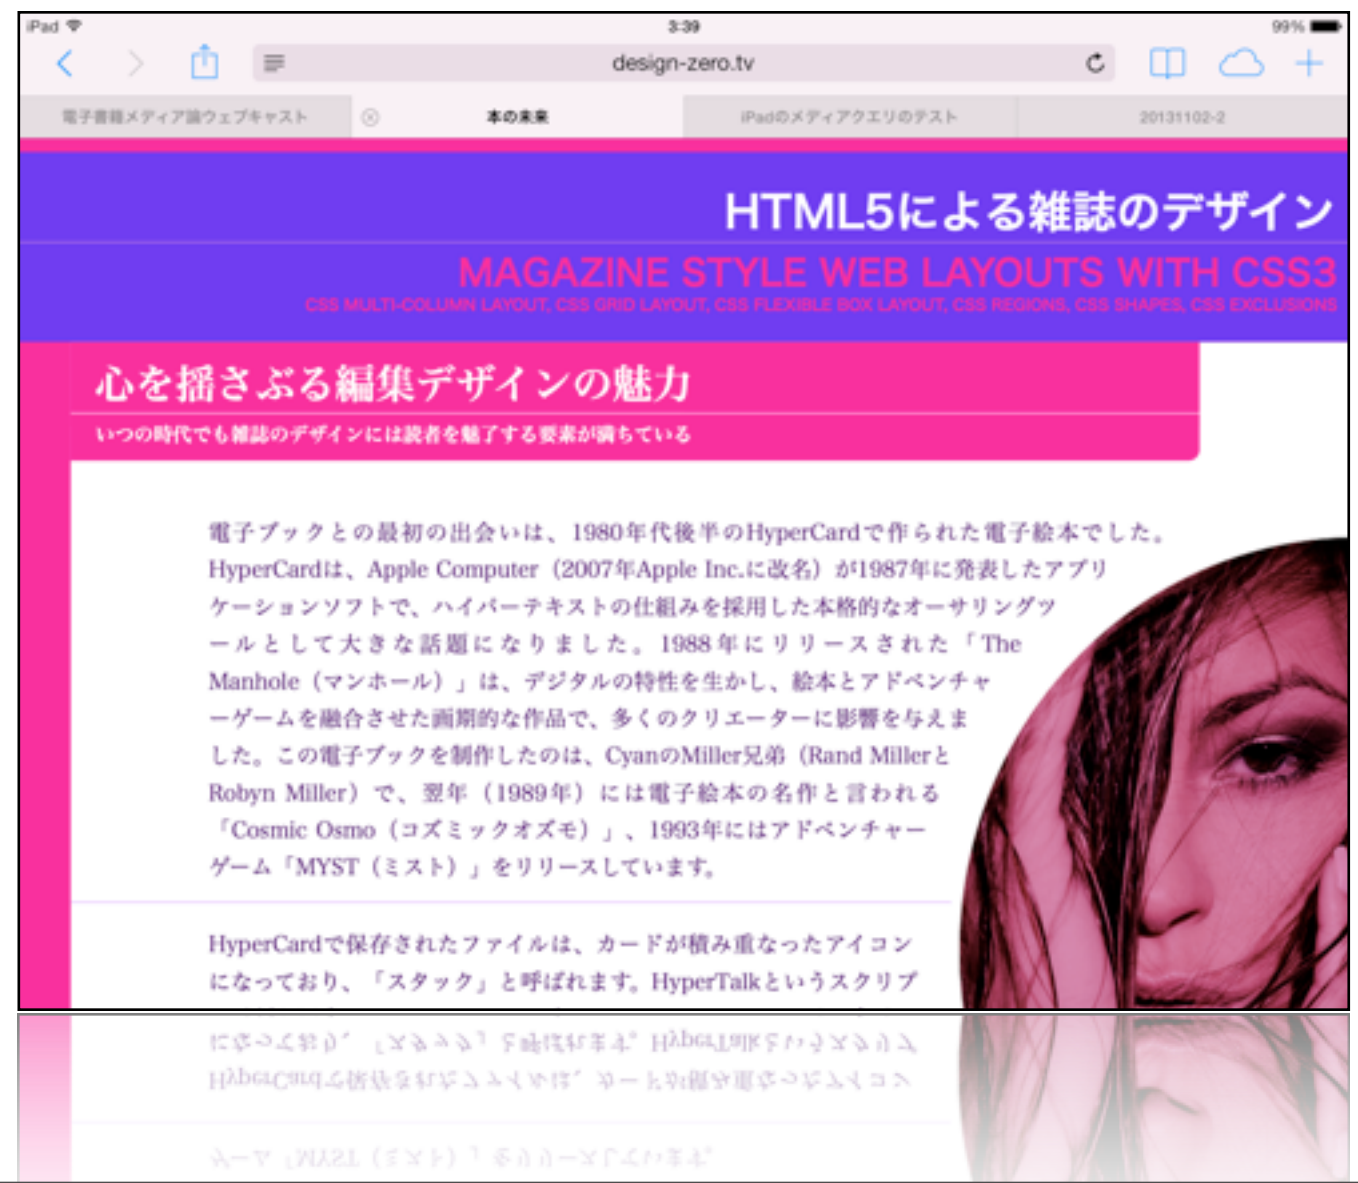 iPad
3:39
99%
design-zero.tv
電子書籍メディア論ウェブキャスト
本の未来
iPadのメディアクエリのテスト
20131102-2
HTML5による雑誌のデザイン
MAGAZINE STYLE WEB LAYOUTS WITH CSS3
CSS MULTI-COLUMN LAYOUT, CSS GRID LAYOUT, CSS FLEXIBLE BOX LAYOUT, CSS REGIONS, CSS SHAPES, CSS EXCLUSIONS
心を揺さぶる編集デザインの魅力
いつの時代でも雑誌のデザインには読者を魅了する要素が満ちている
電子ブックとの最初の出会いは、1980年代後半のHyperCardで作られた電子絵本でした。
HyperCardは、Apple Computer（2007年Apple Inc.に改名）が1987年に発表したアプリ
ケーションソフトで、ハイパーテキストの仕組みを採用した本格的なオーサリングツ
ールとして大きな話題になりました。1988年にリリースされた「The
Manhole（マンホール）」は、デジタルの特性を生かし、絵本とアドベンチャ
ーゲームを融合させた画期的な作品で、多くのクリエーターに影響を与えま
した。この電子ブックを制作したのは、CyanのMiller兄弟（Rand Millerと
Robyn Miller）で、翌年（1989年）には電子絵本の名作と言われる
「Cosmic Osmo（コズミックオズモ）」、1993年にはアドベンチャー
ゲーム「MYST（ミスト）」をリリースしています。
HyperCardで保存されたファイルは、カードが積み重なったアイコン
になっており、「スタック」と呼ばれます。HyperTalkというスクリプ